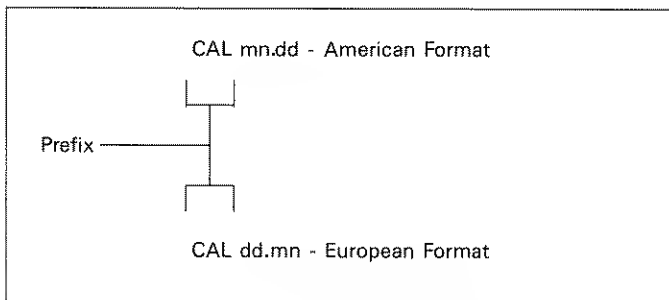 CAL mn.dd - American Format
Prefix
CAL dd.mn - European Format